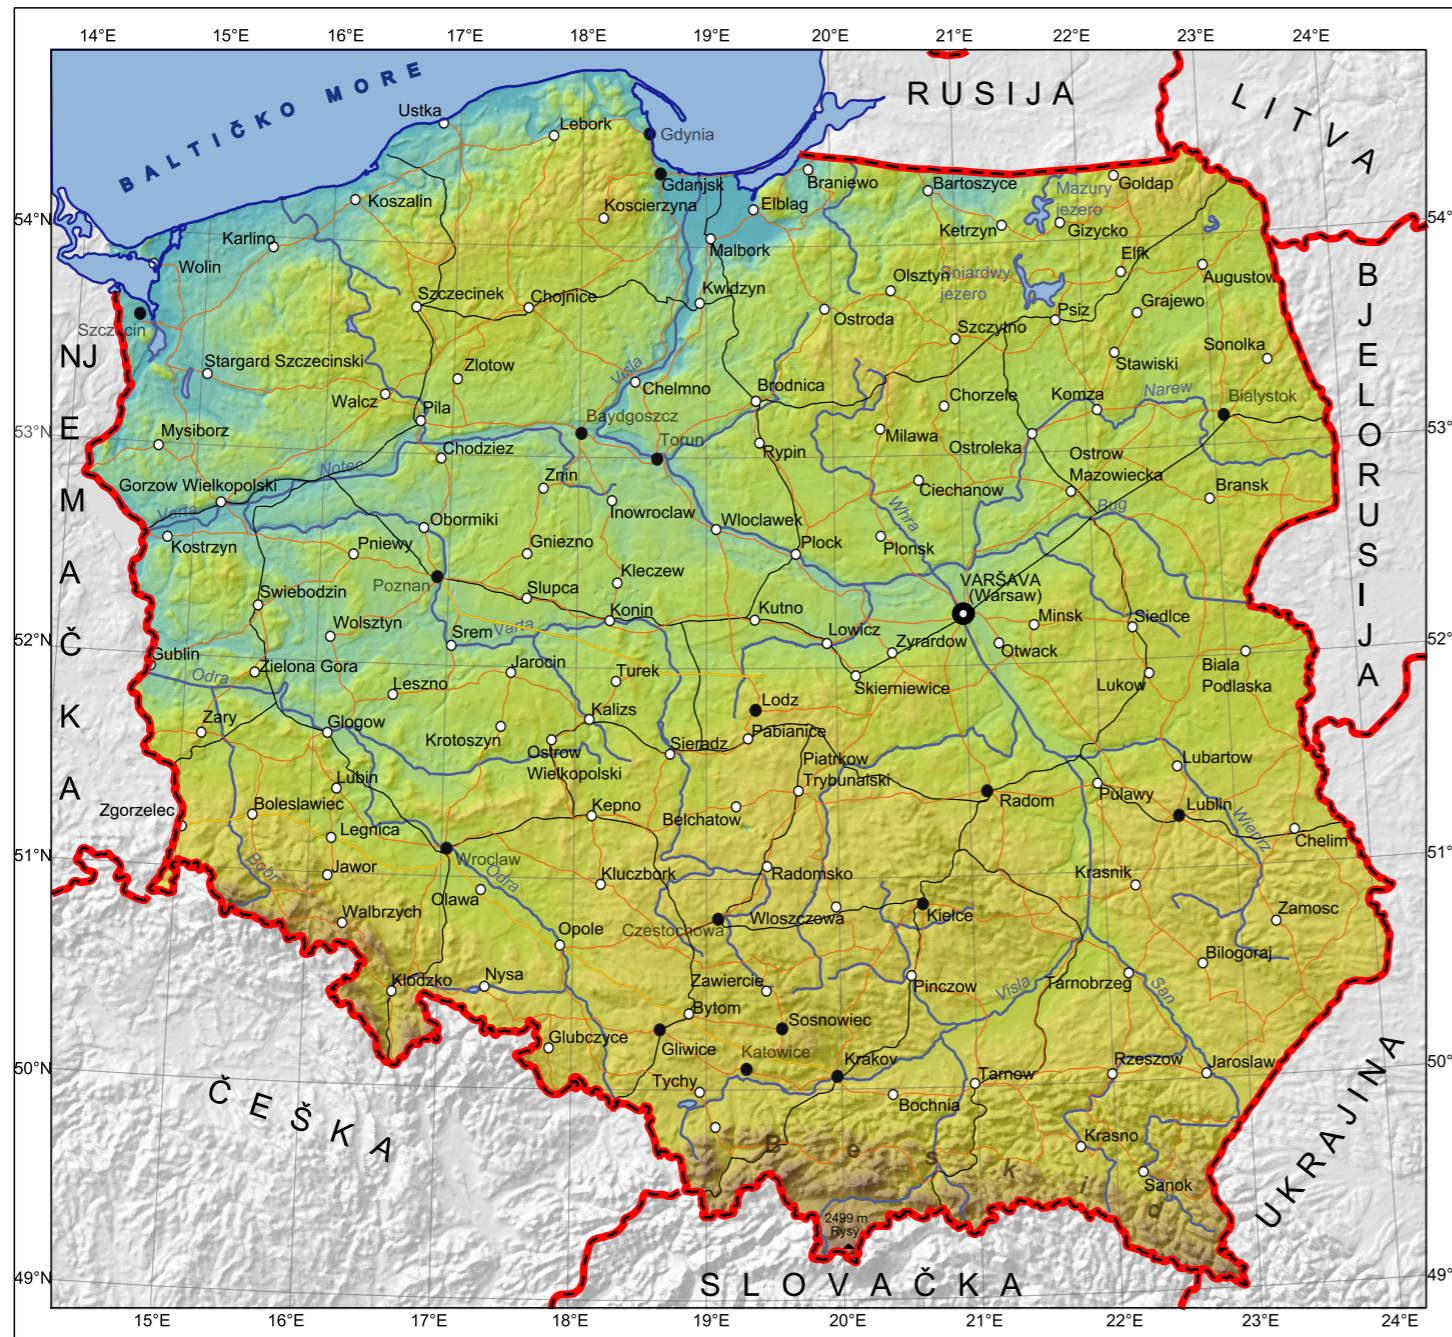 14°E 15°E 16°E 17°E 18°E 19°E 20°E 21°E 22°E 23°E 24°E
BALTIČKO MORE
RUSIJA
LITVA
Ustka
Lebork
Gdynia
Gdanjsk
Braniewo
Bartoszyce
Goldap
Mazury
jezero
Koszalin
Koscierzyna
Elblag
54°N
54°
Karlino
Malbork
Ketrzyn
Gizycko
Wolin
Elfk
Augustow
Olsztyn
Sniardwy
jezero
Szczecinek
Chojnice
Kwidzyn
Ostroda
Psiz
Grajewo
Szczecin
Szczytno
Stawiski
Sonolka
BJELORUSIJA
NJ
E
M
A
Č
K
A
Stargard Szczecinski
Zlotow
Visla
Chelmno
Brodnica
Chorzele
Komza
Narew
Bialystok
Walcz
Pila
Baydgoszcz
Torun
53°N
53°
Mysiborz
Chodziez
Rypin
Milawa
Ostroleka
Ostrow
Mazowiecka
Notec
Znin
Gorzow Wielkopolski
Ciechanow
Bransk
Varta
Inowroclaw
Bug
Whra
Kostrzyn
Obormiki
Wloclawek
Pniewy
Gniezno
Plock
Plonsk
Poznan
Kleczew
VARŠAVA
(Warsaw)
Swiebodzin
Slupca
Konin
Kutno
Minsk
Siedlce
Wolsztyn
Srem
Varta
Lowicz
Zyrardow
Otwack
52°N
52°
Gublin
Zielona Gora
Odra
Leszno
Jarocin
Turek
Skierniewice
Lukow
Biala
Podlaska
Lodz
Zary
Glogow
Kalizs
Krotoszyn
Ostrow
Wielkopolski
Sieradz
Pabianice
Piatrkow
Trybunalski
Lubartow
Lubin
Zgorzelec
Boleslawiec
Kepno
Belchatow
Radom
Pulawy
Lublin
Wieprz
Legnica
Chelim
51°N
51°
Bobr
Jawor
Wroclaw
Odra
Kluczbork
Radomsko
Krasnik
Olawa
Walbrzych
Opole
Czestochowa
Wloszczowa
Kielce
Zamosc
Bilogoraj
Klodzko
Nysa
Zawiercie
Pinczow
Visla
Tarnobrzeg
San
Bytom
Sosnowiec
Glubczyce
Gliwice
Katowice
Krakov
50°N
50°
Tychy
Bochnia
Tarnow
Rzeszow
Jaroslaw
ČEŠKA
UKRAJINA
Krasno
Beskid
Sanok
2499 m
Rysy
49°N
49°
SLOVAČKA
15°E 16°E 17°E 18°E 19°E 20°E 21°E 22°E 23°E 24°E